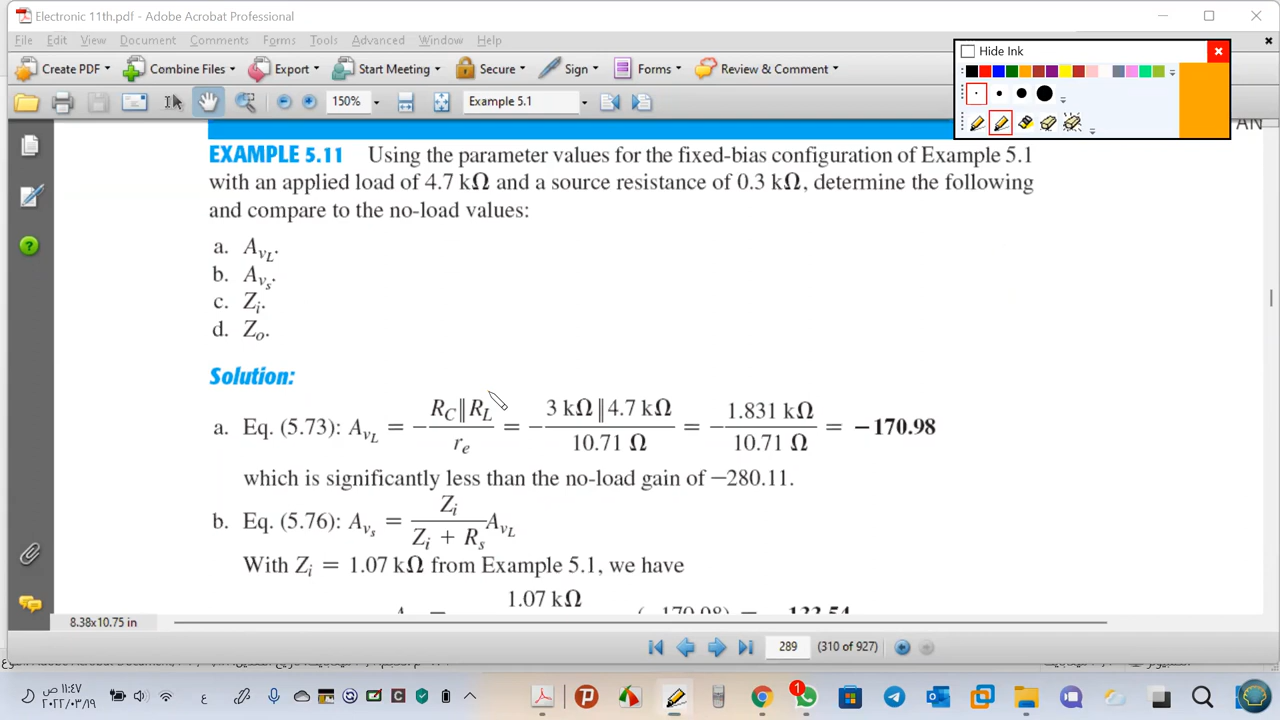 Electronic 11th.pdf - Adobe Acrobat Professional
File Edit View Document Comments Forms Tools Advanced Window Help
Hide Ink
Create PDF Combine Files Export Start Meeting Secure Sign Forms Review & Comment
150% Example 5.1
AN
EXAMPLE 5.11 Using the parameter values for the fixed-bias configuration of Example 5.1
with an applied load of 4.7 kΩ and a source resistance of 0.3 kΩ, determine the following
and compare to the no-load values:
a. A_{v_L}.
b. A_{v_s}.
c. Z_i.
d. Z_o.
Solution:
a. Eq. (5.73): A_{v_L} = −(R_C∥R_L)/r_e = −(3 kΩ∥4.7 kΩ)/(10.71 Ω) = −(1.831 kΩ)/(10.71 Ω) = −170.98
which is significantly less than the no-load gain of −280.11.
b. Eq. (5.76): A_{v_s} = Z_i/(Z_i + R_s) A_{v_L}
With Z_i = 1.07 kΩ from Example 5.1, we have
1.07 kΩ
8.38x10.75 in
289 (310 of 927)
ع
١١:٤٧
٢٠٢٢/٠٣/١٩
1